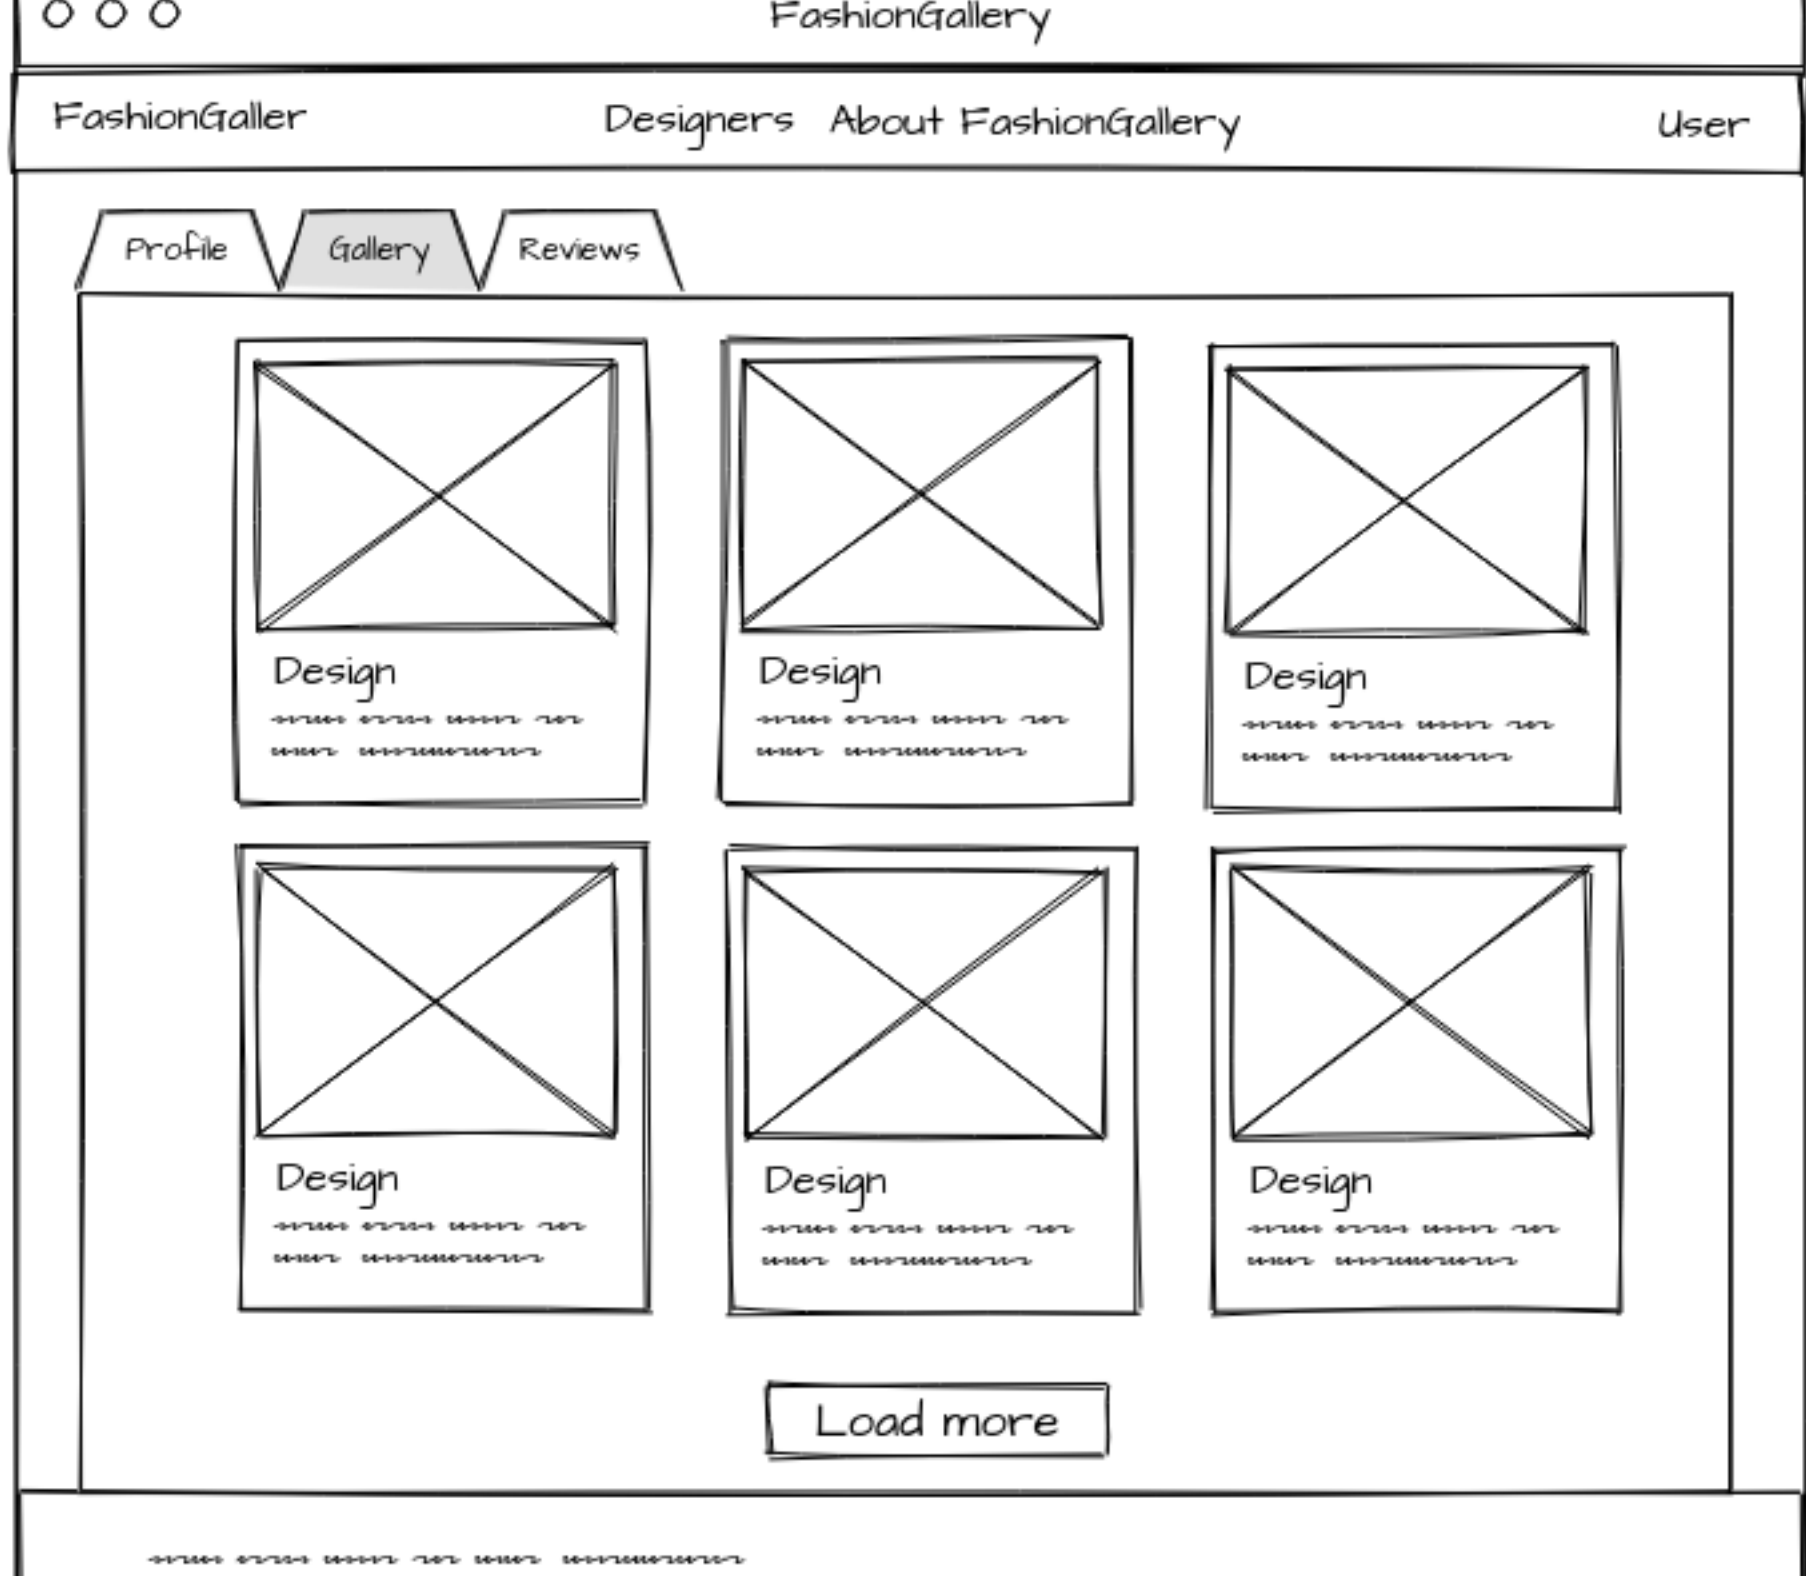 FashionGallery
FashionGaller Designers About FashionGallery User
Profile Gallery Reviews
Design Design Design
Design Design Design
Load more